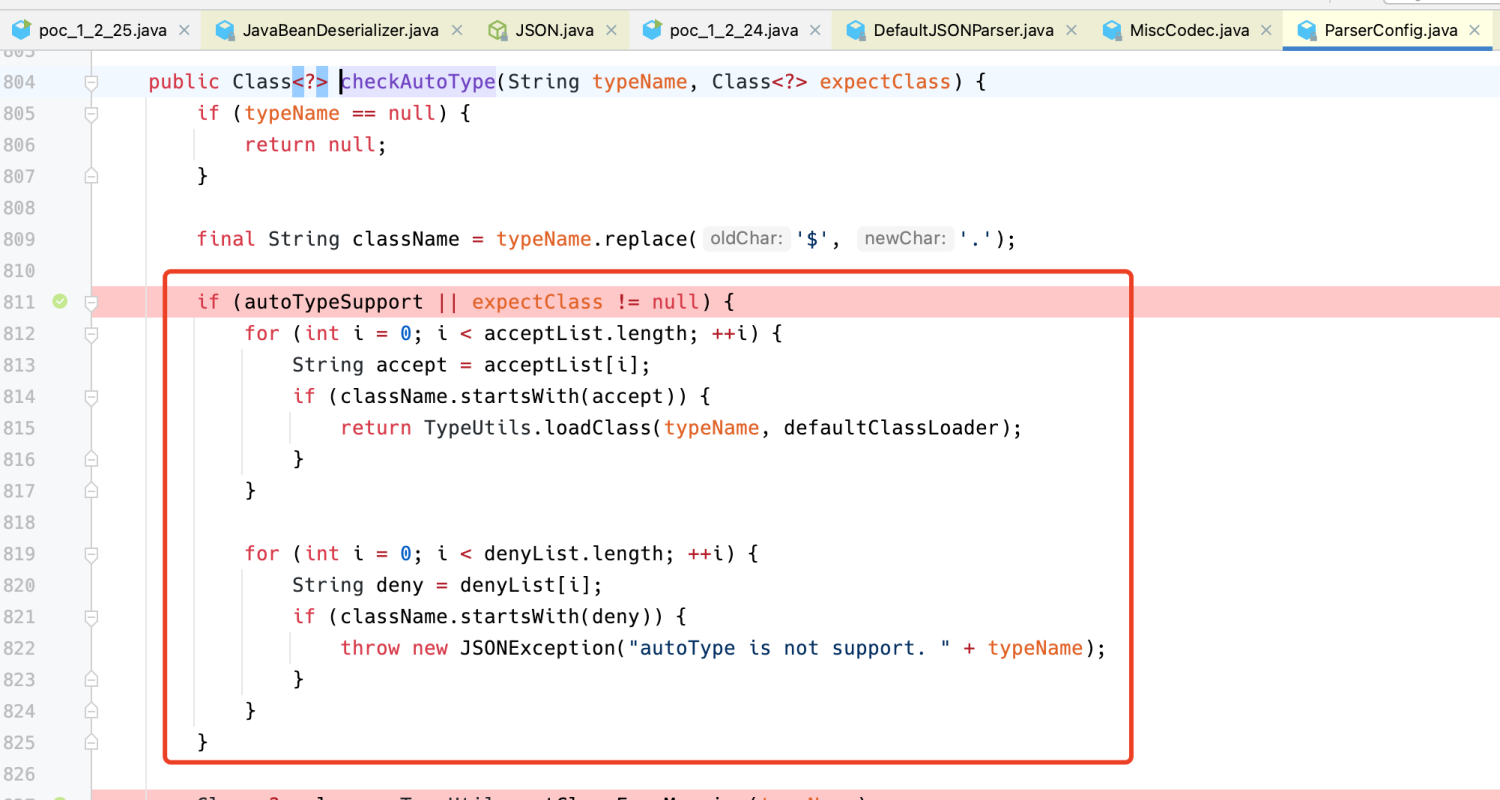 poc_1_2_25.java JavaBeanDeserializer.java JSON.java poc_1_2_24.java DefaultJSONParser.java MiscCodec.java ParserConfig.java
803
804 public Class<?> checkAutoType(String typeName, Class<?> expectClass) {
805 if (typeName == null) {
806 return null;
807 }
808
809 final String className = typeName.replace( oldChar: '$', newChar: '.');
810
811 if (autoTypeSupport || expectClass != null) {
812 for (int i = 0; i < acceptList.length; ++i) {
813 String accept = acceptList[i];
814 if (className.startsWith(accept)) {
815 return TypeUtils.loadClass(typeName, defaultClassLoader);
816 }
817 }
818
819 for (int i = 0; i < denyList.length; ++i) {
820 String deny = denyList[i];
821 if (className.startsWith(deny)) {
822 throw new JSONException("autoType is not support. " + typeName);
823 }
824 }
825 }
826